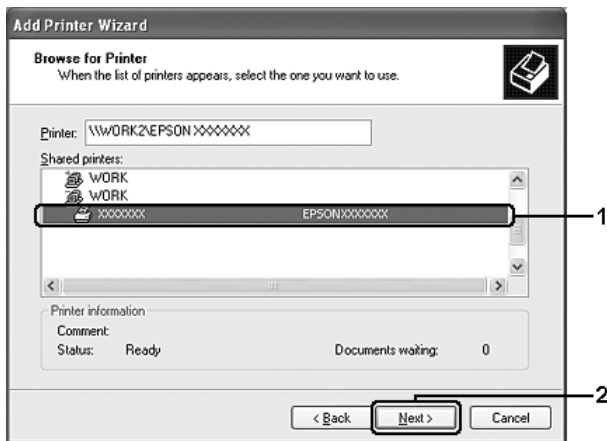 Add Printer Wizard
Browse for Printer
When the list of printers appears, select the one you want to use.
Printer: \\WORK2\EPSON XXXXXXX
Shared printers:
WORK
WORK
XXXXXXX EPSONXXXXXXX
1
Printer information
Comment:
Status: Ready Documents waiting: 0
2
< Back Next > Cancel